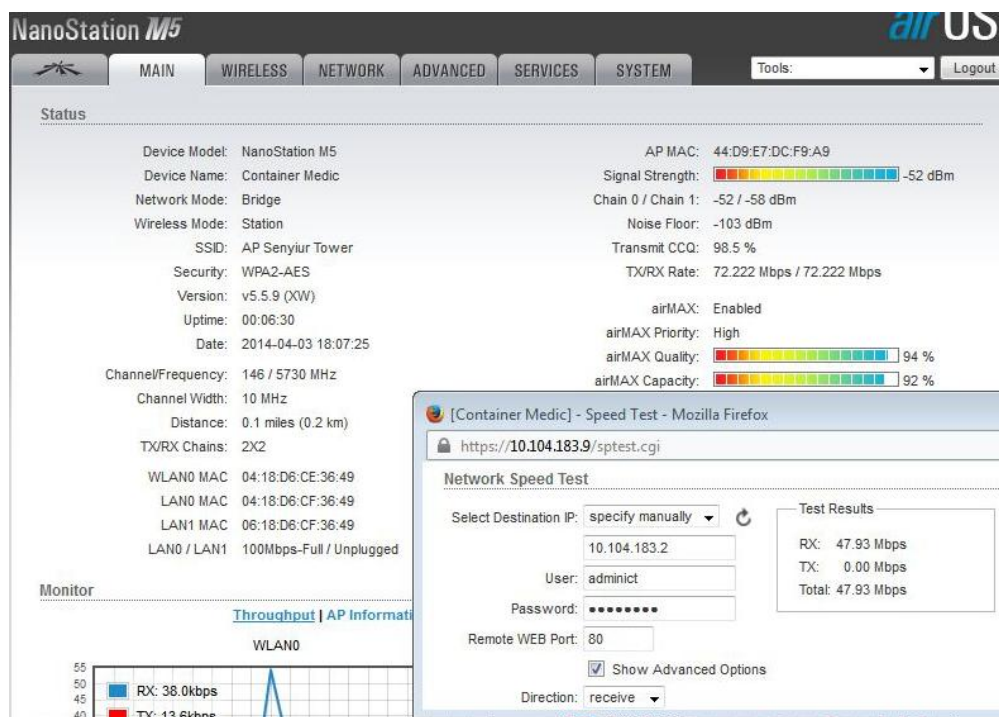 NanoStation M5
airOS
MAIN WIRELESS NETWORK ADVANCED SERVICES SYSTEM Tools: Logout
Status
Device Model: NanoStation M5
Device Name: Container Medic
Network Mode: Bridge
Wireless Mode: Station
SSID: AP Senyiur Tower
Security: WPA2-AES
Version: v5.5.9 (XW)
Uptime: 00:06:30
Date: 2014-04-03 18:07:25
Channel/Frequency: 146 / 5730 MHz
Channel Width: 10 MHz
Distance: 0.1 miles (0.2 km)
TX/RX Chains: 2X2
WLAN0 MAC 04:18:D6:CE:36:49
LAN0 MAC 04:18:D6:CF:36:49
LAN1 MAC 06:18:D6:CF:36:49
LAN0 / LAN1 100Mbps-Full / Unplugged
AP MAC: 44:D9:E7:DC:F9:A9
Signal Strength: -52 dBm
Chain 0 / Chain 1: -52 / -58 dBm
Noise Floor: -103 dBm
Transmit CCQ: 98.5 %
TX/RX Rate: 72.222 Mbps / 72.222 Mbps
airMAX: Enabled
airMAX Priority: High
airMAX Quality: 94 %
airMAX Capacity: 92 %
Monitor
Throughput | AP Informati
WLAN0
55
50
45
40
RX: 38.0kbps
TX: 13.6kbps
[Container Medic] - Speed Test - Mozilla Firefox
https://10.104.183.9/sptest.cgi
Network Speed Test
Select Destination IP: specify manually
10.104.183.2
User: adminict
Password: ••••••••
Remote WEB Port: 80
Show Advanced Options
Direction: receive
Test Results
RX: 47.93 Mbps
TX: 0.00 Mbps
Total: 47.93 Mbps